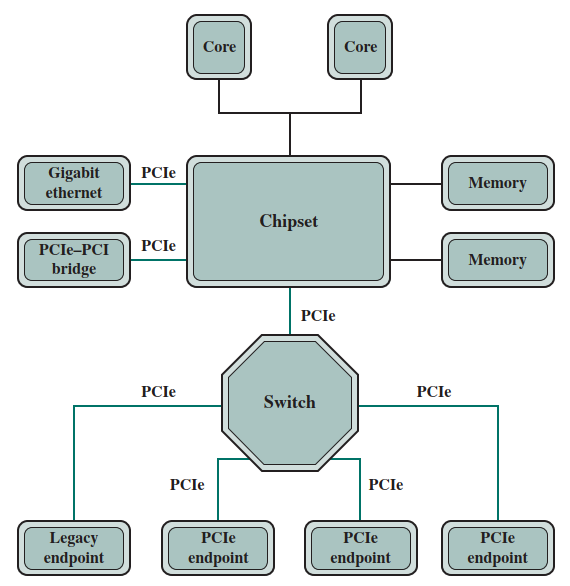 Core
Core
Gigabit
ethernet
PCIe
Memory
Chipset
PCIe–PCI
bridge
PCIe
Memory
PCIe
Switch
PCIe
PCIe
PCIe
PCIe
Legacy
endpoint
PCIe
endpoint
PCIe
endpoint
PCIe
endpoint